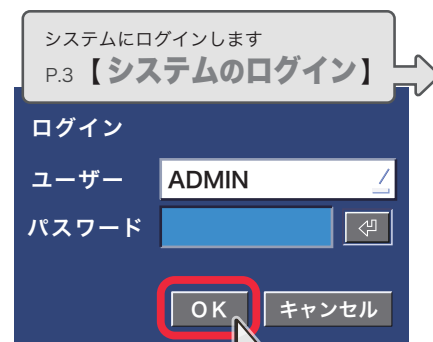 システムにログインします
P.3【システムのログイン】
ログイン
ユーザー ADMIN
パスワード
OK キャンセル